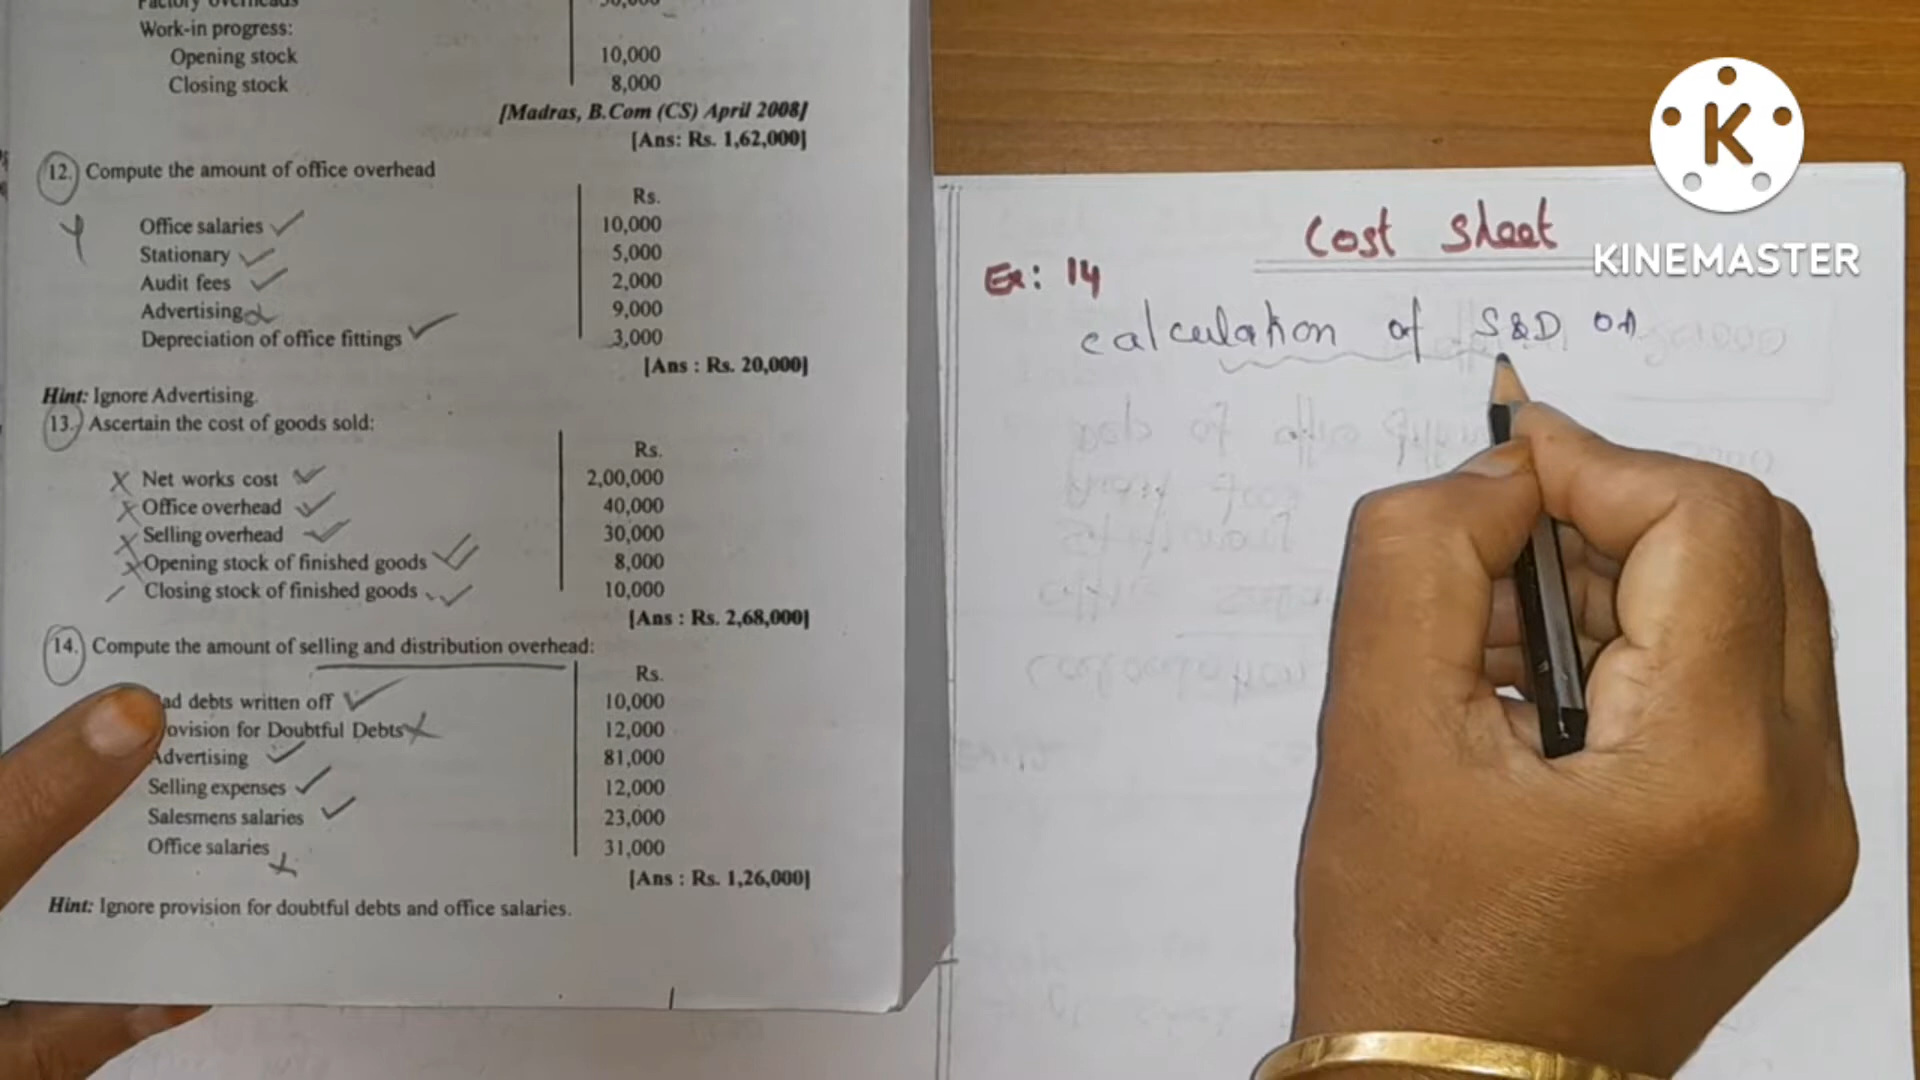 Factory overheads
Work-in progress:
Opening stock 10,000
Closing stock 8,000
[Madras, B.Com (CS) April 2008]
[Ans: Rs. 1,62,000]
12. Compute the amount of office overhead
Rs.
Office salaries 10,000
Stationary 5,000
Audit fees 2,000
Advertising 9,000
Depreciation of office fittings 3,000
[Ans : Rs. 20,000]
Hint: Ignore Advertising.
13. Ascertain the cost of goods sold:
Rs.
Net works cost 2,00,000
Office overhead 40,000
Selling overhead 30,000
Opening stock of finished goods 8,000
Closing stock of finished goods 10,000
[Ans : Rs. 2,68,000]
14. Compute the amount of selling and distribution overhead:
Rs.
ad debts written off 10,000
ovision for Doubtful Debts 12,000
Advertising 81,000
Selling expenses 12,000
Salesmens salaries 23,000
Office salaries 31,000
[Ans : Rs. 1,26,000]
Hint: Ignore provision for doubtful debts and office salaries.
Cost Sheet
Ex: 14
calculation of S&D OH
K
KINEMASTER